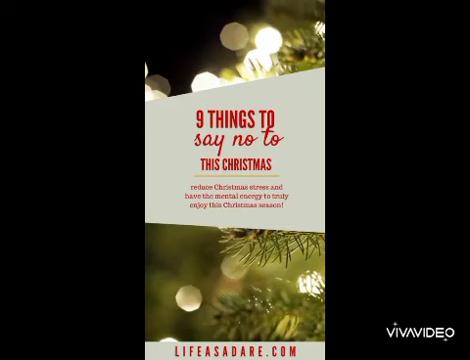 9 THINGS TO
say no to
THIS CHRISTMAS
reduce Christmas stress and
have the mental energy to truly
enjoy this Christmas season!
LIFEASADARE.COM
VIVAVIDEO